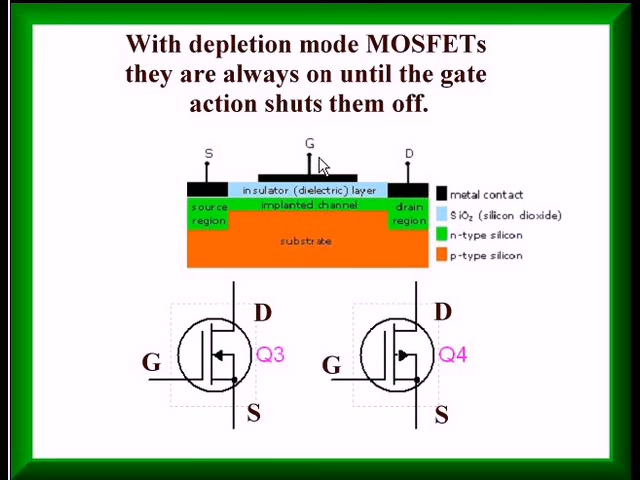 With depletion mode MOSFETs
they are always on until the gate
action shuts them off.
G
S
D
insulator (dielectric) layer
implanted channel
source
region
drain
region
substrate
metal contact
SiO₂ (silicon dioxide)
n-type silicon
p-type silicon
D
G
Q3
S
D
G
Q4
S